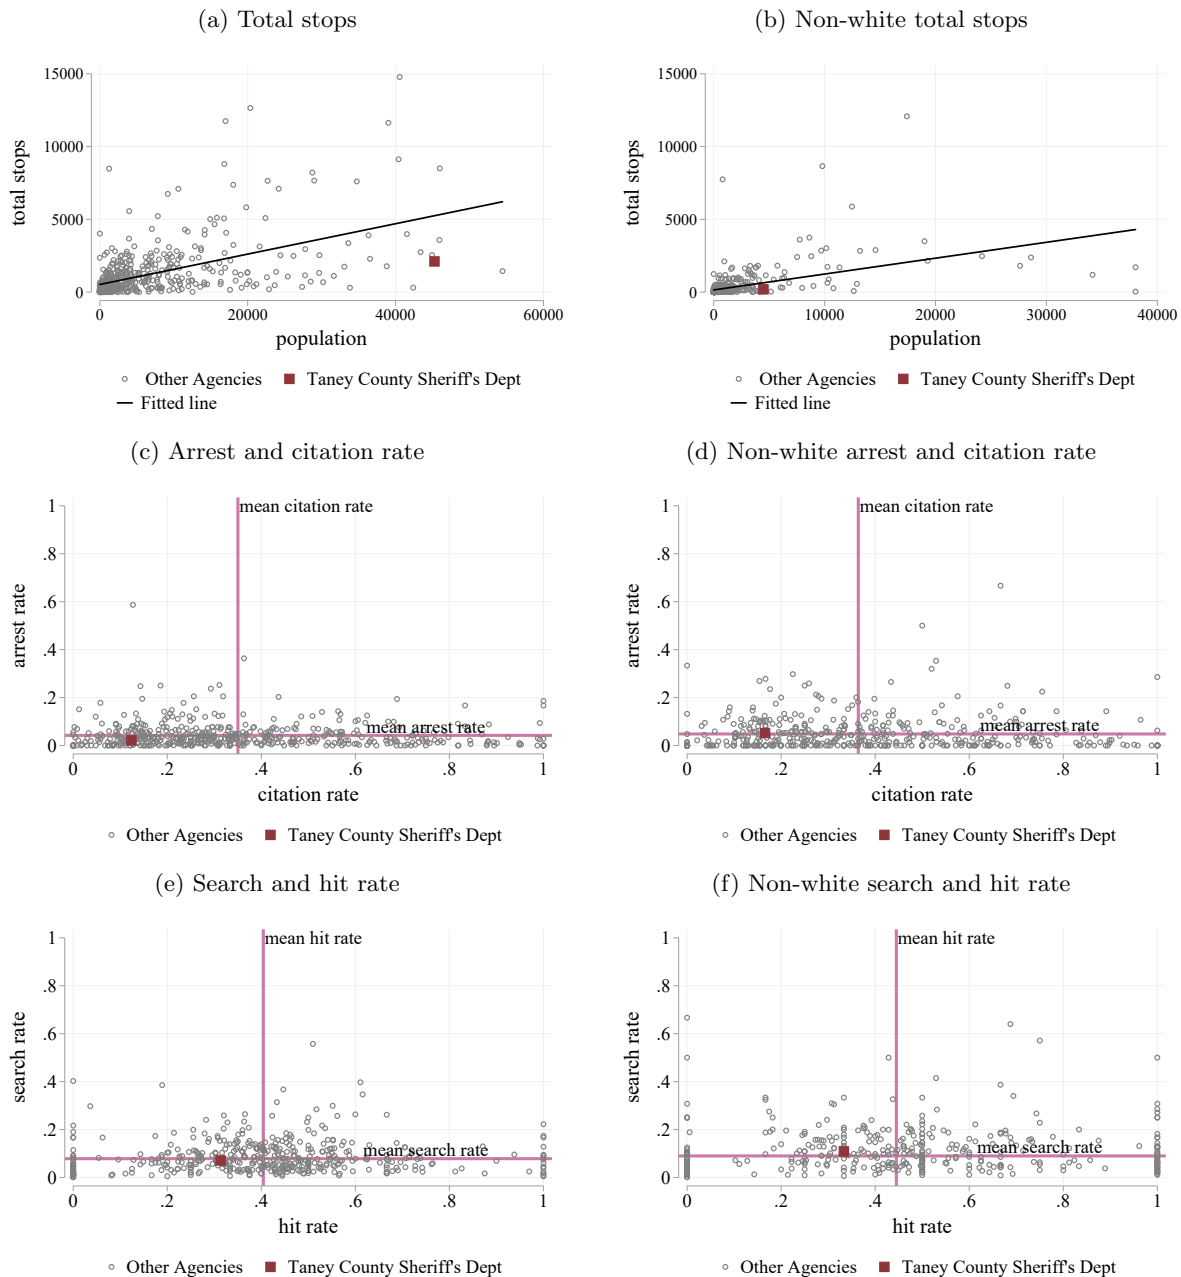 (a) Total stops
15000
10000
5000
0
total stops
0 20000 40000 60000
population
Other Agencies Taney County Sheriff's Dept
Fitted line
(b) Non-white total stops
15000
10000
5000
0
total stops
0 10000 20000 30000 40000
population
Other Agencies Taney County Sheriff's Dept
Fitted line
(c) Arrest and citation rate
1
.8
.6
.4
.2
0
arrest rate
mean citation rate
mean arrest rate
0 .2 .4 .6 .8 1
citation rate
Other Agencies Taney County Sheriff's Dept
(d) Non-white arrest and citation rate
1
.8
.6
.4
.2
0
arrest rate
mean citation rate
mean arrest rate
0 .2 .4 .6 .8 1
citation rate
Other Agencies Taney County Sheriff's Dept
(e) Search and hit rate
1
.8
.6
.4
.2
0
search rate
mean hit rate
mean search rate
0 .2 .4 .6 .8 1
hit rate
Other Agencies Taney County Sheriff's Dept
(f) Non-white search and hit rate
1
.8
.6
.4
.2
0
search rate
mean hit rate
mean search rate
0 .2 .4 .6 .8 1
hit rate
Other Agencies Taney County Sheriff's Dept